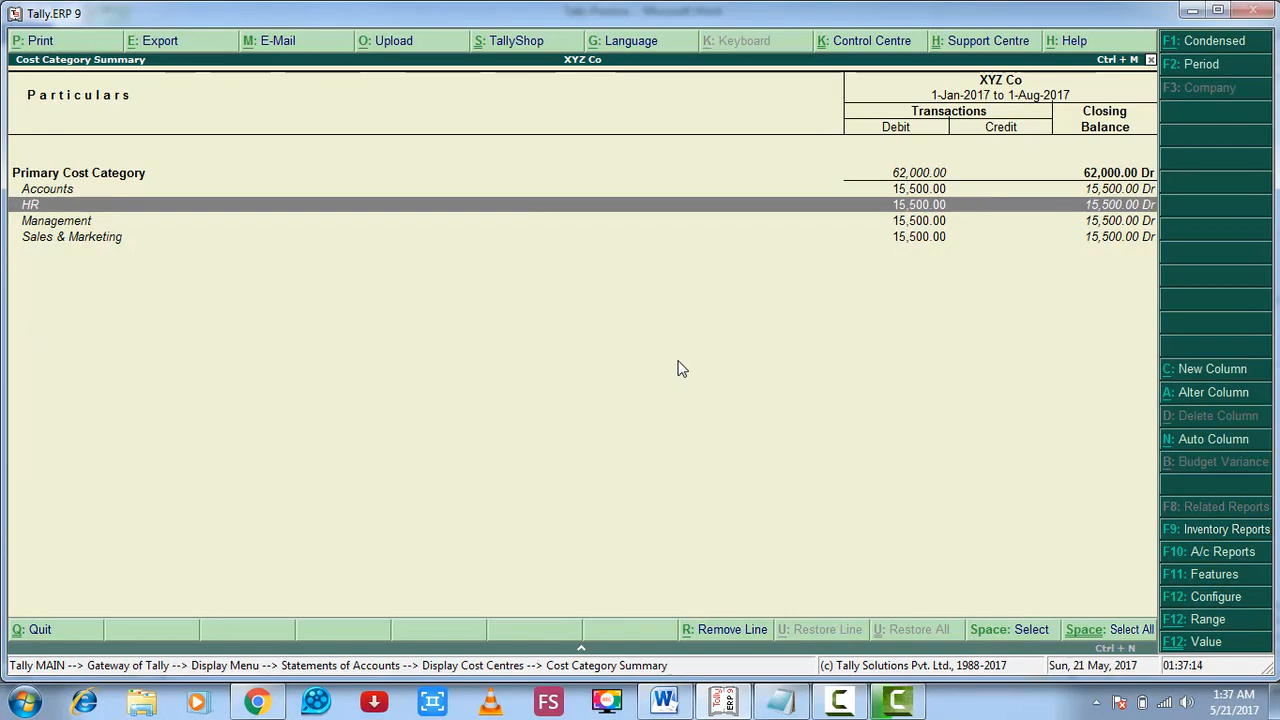 Tally.ERP 9
P: Print E: Export M: E-Mail O: Upload S: TallyShop G: Language K: Keyboard K: Control Centre H: Support Centre H: Help
Cost Category Summary XYZ Co Ctrl + M
Particulars
XYZ Co
1-Jan-2017 to 1-Aug-2017
Transactions Closing
Debit Credit Balance
Primary Cost Category 62,000.00 62,000.00 Dr
Accounts 15,500.00 15,500.00 Dr
HR 15,500.00 15,500.00 Dr
Management 15,500.00 15,500.00 Dr
Sales & Marketing 15,500.00 15,500.00 Dr
F1: Condensed
F2: Period
F3: Company
C: New Column
A: Alter Column
D: Delete Column
N: Auto Column
B: Budget Variance
F8: Related Reports
F9: Inventory Reports
F10: A/c Reports
F11: Features
F12: Configure
F12: Range
F12: Value
Q: Quit R: Remove Line U: Restore Line U: Restore All Space: Select Space: Select All
Ctrl + N
Tally MAIN --> Gateway of Tally --> Display Menu --> Statements of Accounts --> Display Cost Centres --> Cost Category Summary (c) Tally Solutions Pvt. Ltd., 1988-2017 Sun, 21 May, 2017 01:37:14
FS
REC
W
Tally ERP 9
C
C
1:37 AM
5/21/2017